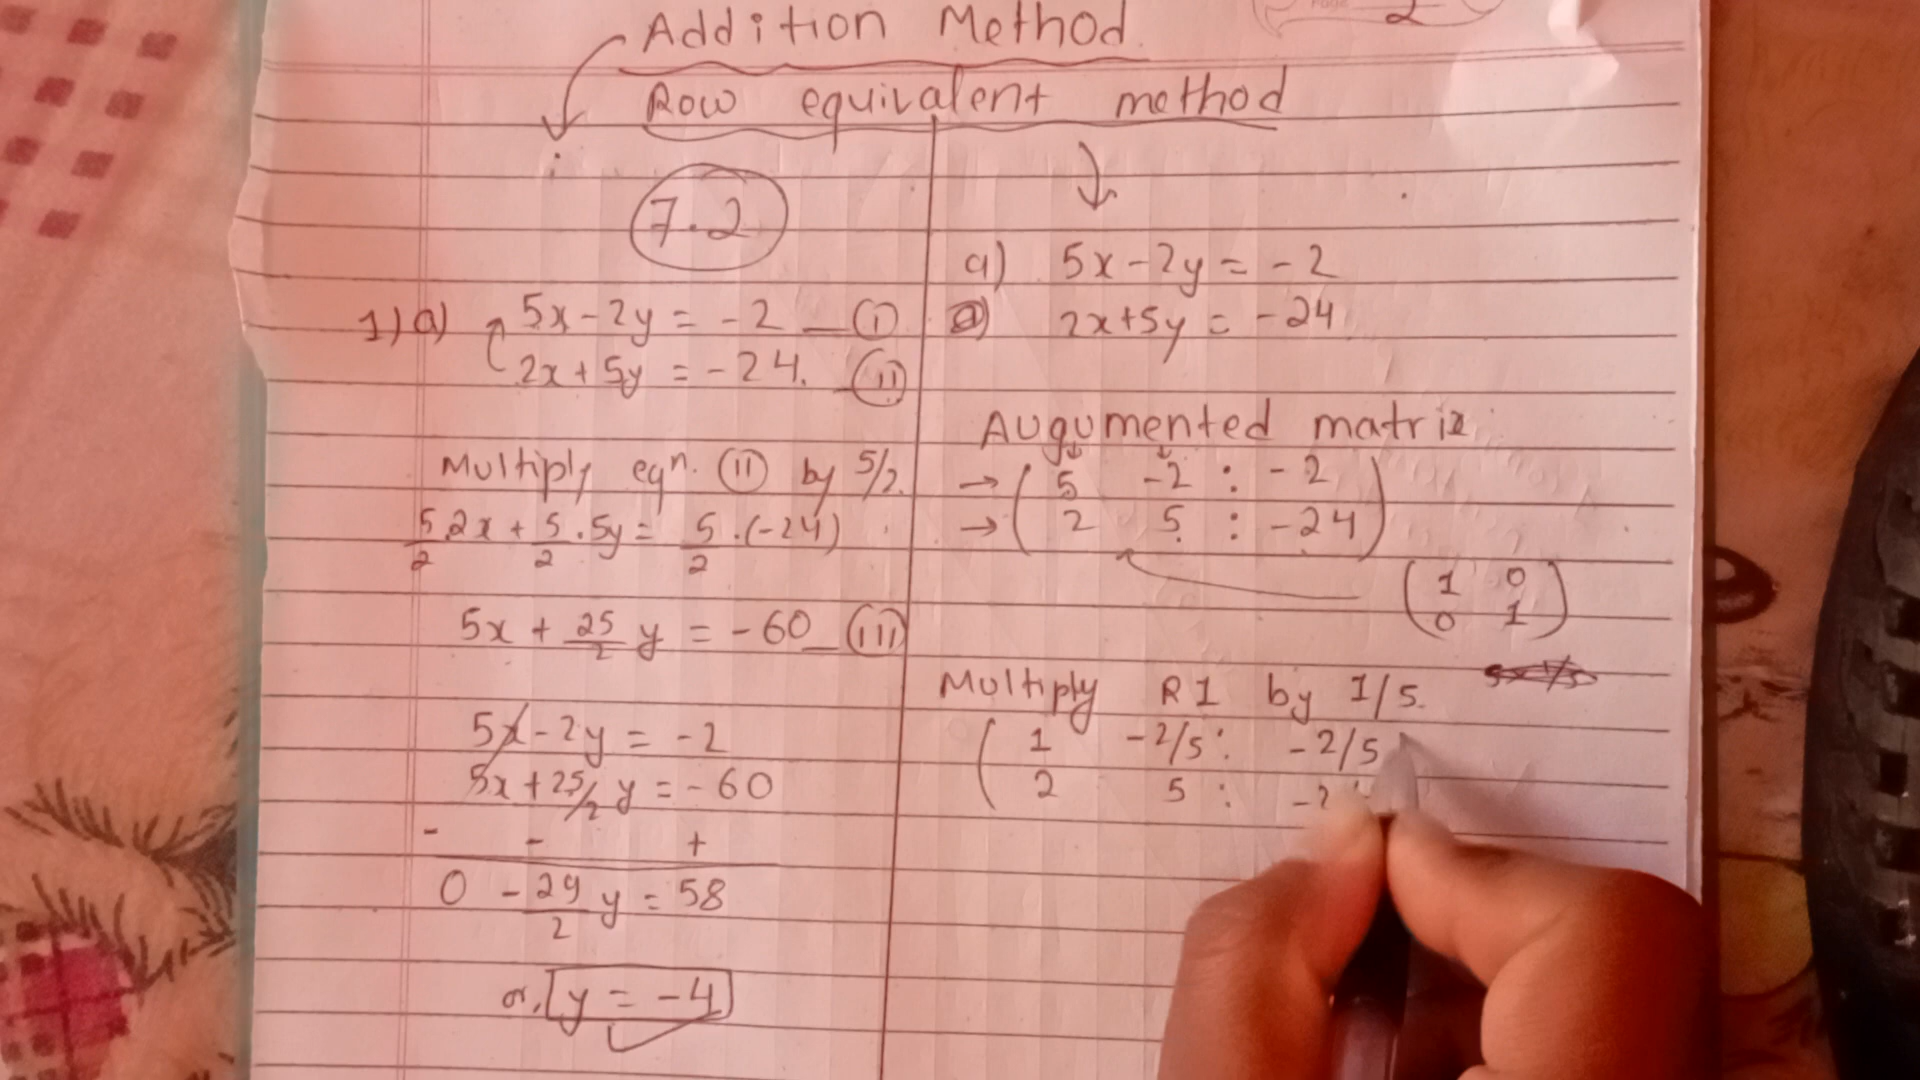 Page 2
Addition Method
Row equivalent method
7.2
1) a) 5x - 2y = -2 (i)
2x + 5y = -24. (ii)
Multiply eqn. (ii) by 5/2.
5/2 2x + 5/2 . 5y = 5/2 . (-24)
5x + 25/2 y = -60 (iii)
5x - 2y = -2
5x + 25/2 y = -60
- - +
0 - 29/2 y = 58
or, y = -4
a) 5x - 2y = -2
2x + 5y = -24
Augumented matrix
5 -2 : -2
2 5 : -24
1 0
0 1
Multiply R1 by 1/5.
1 -2/5 : -2/5
2 5 : -2